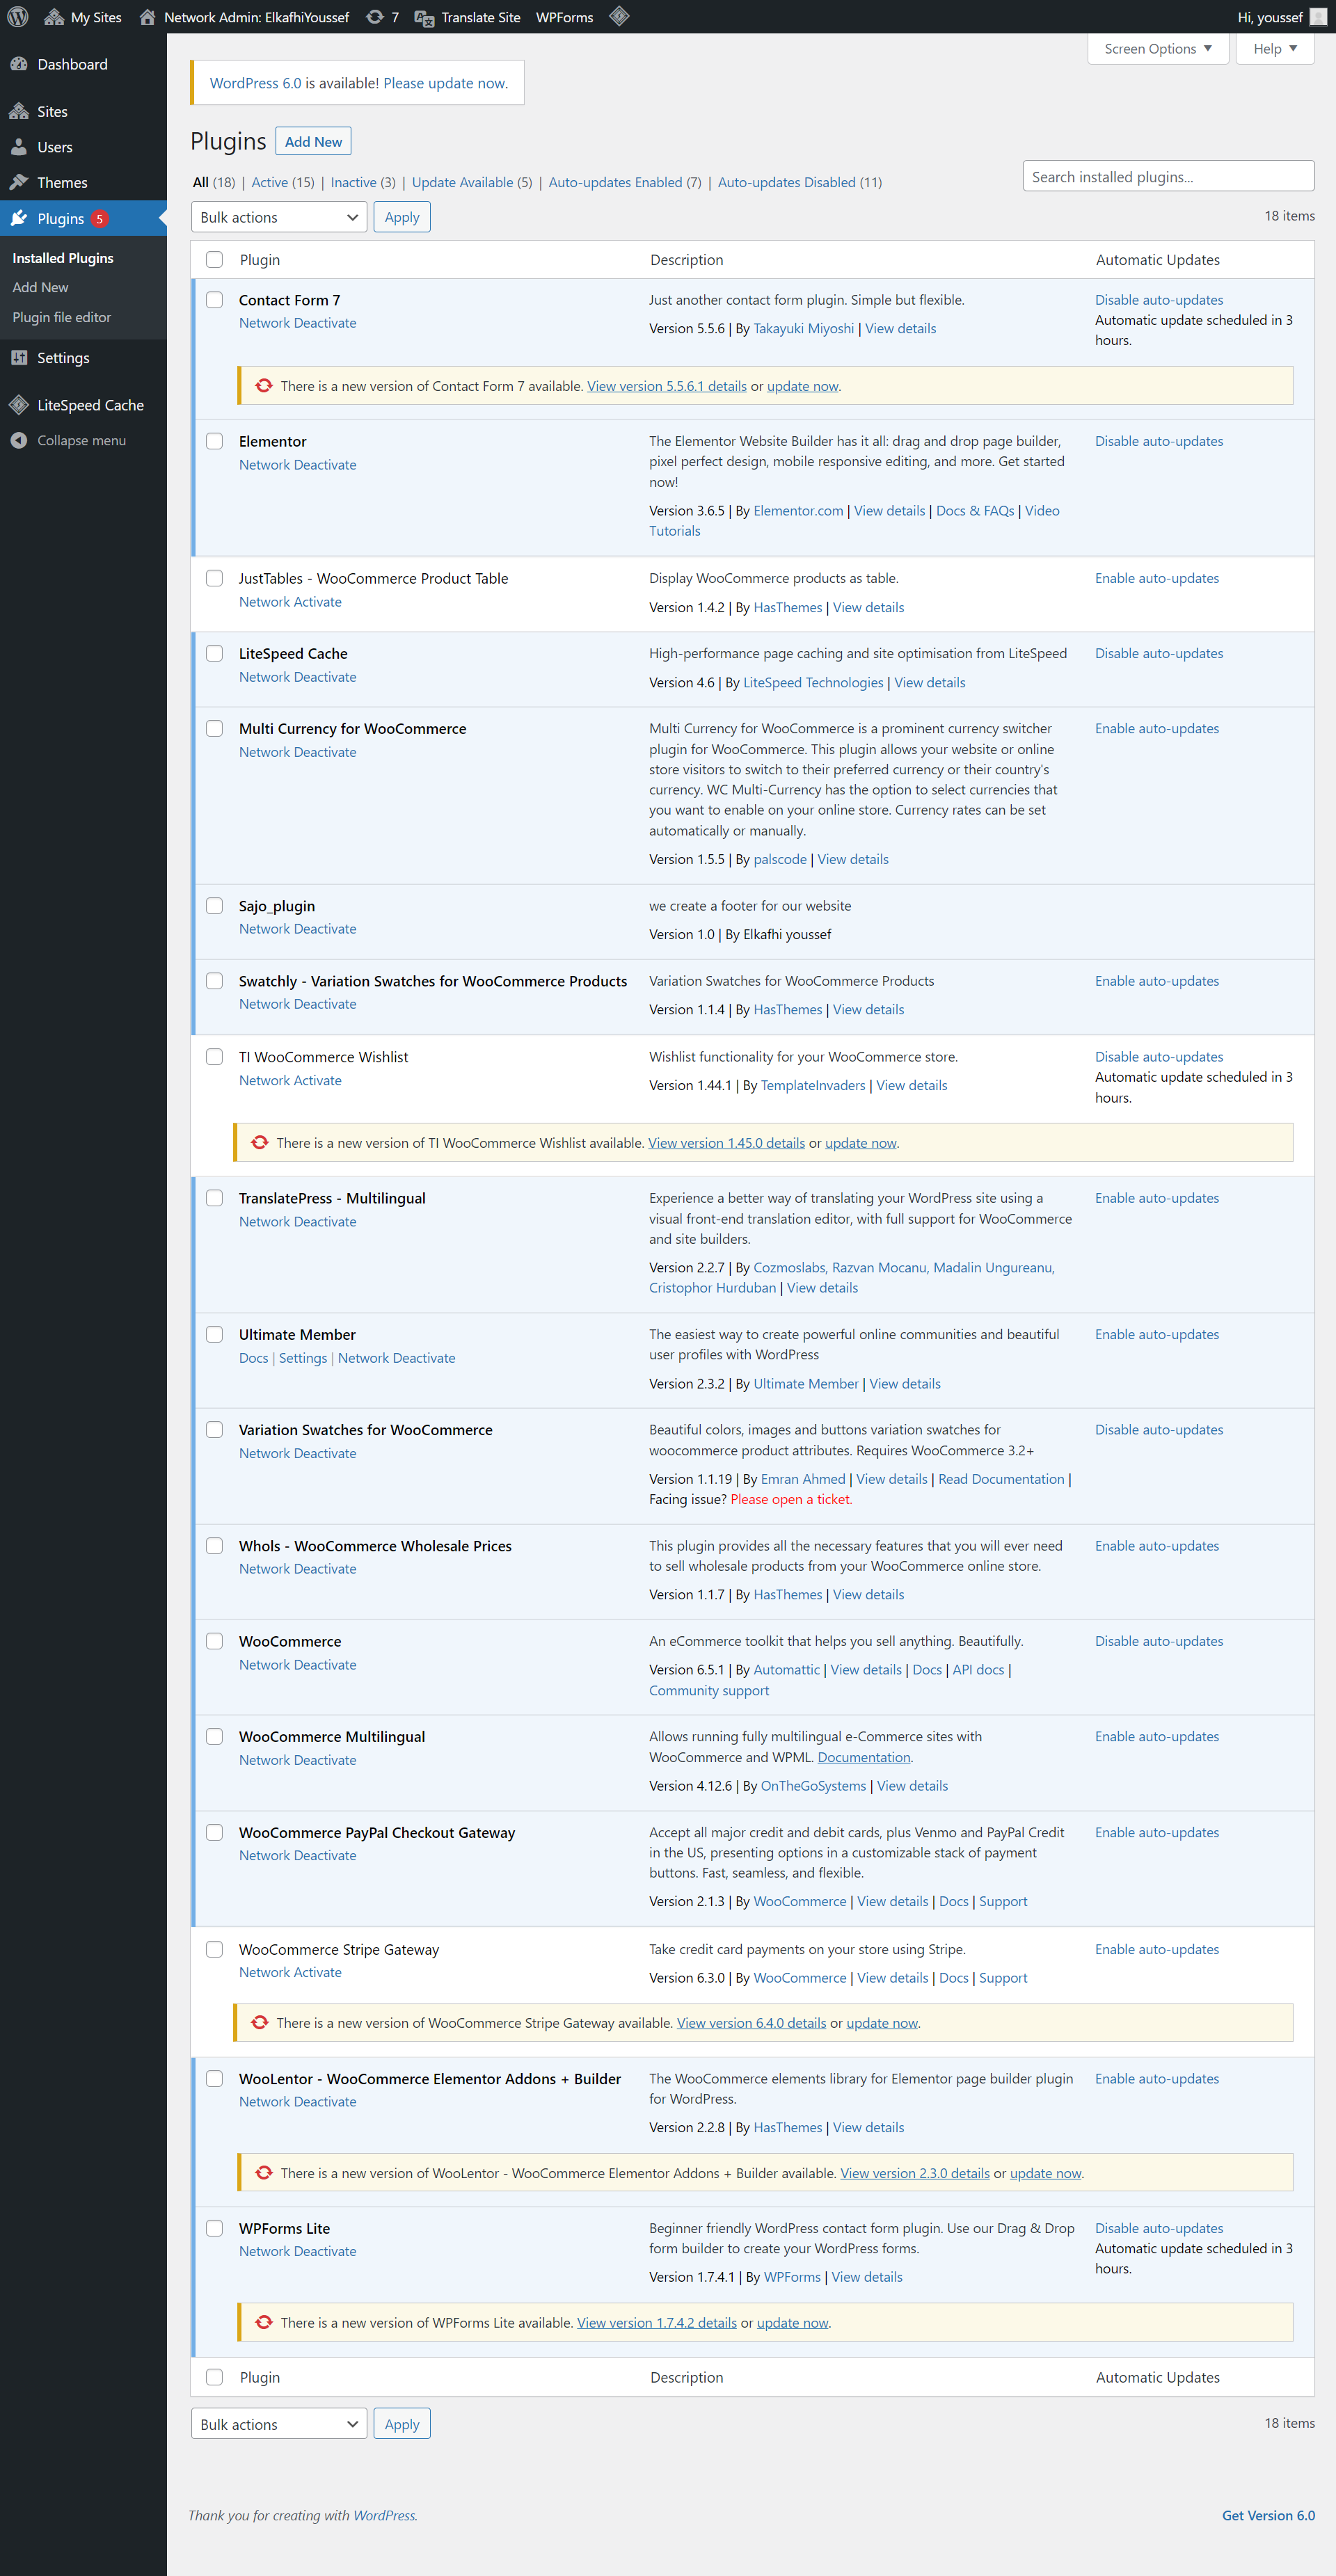 My Sites Network Admin: ElkafhiYoussef 7 Translate Site WPForms Hi, youssef
Screen Options Help
Dashboard
Sites
Users
Themes
Plugins 5
Installed Plugins
Add New
Plugin file editor
Settings
LiteSpeed Cache
Collapse menu
WordPress 6.0 is available! Please update now.
Plugins Add New
All (18) | Active (15) | Inactive (3) | Update Available (5) | Auto-updates Enabled (7) | Auto-updates Disabled (11)
Search installed plugins...
Bulk actions Apply 18 items
Plugin Description Automatic Updates
Contact Form 7
Network Deactivate
Just another contact form plugin. Simple but flexible.
Version 5.5.6 | By Takayuki Miyoshi | View details
Disable auto-updates
Automatic update scheduled in 3
hours.
There is a new version of Contact Form 7 available. View version 5.5.6.1 details or update now.
Elementor
Network Deactivate
The Elementor Website Builder has it all: drag and drop page builder,
pixel perfect design, mobile responsive editing, and more. Get started
now!
Version 3.6.5 | By Elementor.com | View details | Docs & FAQs | Video
Tutorials
Disable auto-updates
JustTables - WooCommerce Product Table
Network Activate
Display WooCommerce products as table.
Version 1.4.2 | By HasThemes | View details
Enable auto-updates
LiteSpeed Cache
Network Deactivate
High-performance page caching and site optimisation from LiteSpeed
Version 4.6 | By LiteSpeed Technologies | View details
Disable auto-updates
Multi Currency for WooCommerce
Network Deactivate
Multi Currency for WooCommerce is a prominent currency switcher
plugin for WooCommerce. This plugin allows your website or online
store visitors to switch to their preferred currency or their country's
currency. WC Multi-Currency has the option to select currencies that
you want to enable on your online store. Currency rates can be set
automatically or manually.
Version 1.5.5 | By palscode | View details
Enable auto-updates
Sajo_plugin
Network Deactivate
we create a footer for our website
Version 1.0 | By Elkafhi youssef
Swatchly - Variation Swatches for WooCommerce Products
Network Deactivate
Variation Swatches for WooCommerce Products
Version 1.1.4 | By HasThemes | View details
Enable auto-updates
TI WooCommerce Wishlist
Network Activate
Wishlist functionality for your WooCommerce store.
Version 1.44.1 | By TemplateInvaders | View details
Disable auto-updates
Automatic update scheduled in 3
hours.
There is a new version of TI WooCommerce Wishlist available. View version 1.45.0 details or update now.
TranslatePress - Multilingual
Network Deactivate
Experience a better way of translating your WordPress site using a
visual front-end translation editor, with full support for WooCommerce
and site builders.
Version 2.2.7 | By Cozmoslabs, Razvan Mocanu, Madalin Ungureanu,
Cristophor Hurduban | View details
Enable auto-updates
Ultimate Member
Docs | Settings | Network Deactivate
The easiest way to create powerful online communities and beautiful
user profiles with WordPress
Version 2.3.2 | By Ultimate Member | View details
Enable auto-updates
Variation Swatches for WooCommerce
Network Deactivate
Beautiful colors, images and buttons variation swatches for
woocommerce product attributes. Requires WooCommerce 3.2+
Version 1.1.19 | By Emran Ahmed | View details | Read Documentation |
Facing issue? Please open a ticket.
Disable auto-updates
Whols - WooCommerce Wholesale Prices
Network Deactivate
This plugin provides all the necessary features that you will ever need
to sell wholesale products from your WooCommerce online store.
Version 1.1.7 | By HasThemes | View details
Enable auto-updates
WooCommerce
Network Deactivate
An eCommerce toolkit that helps you sell anything. Beautifully.
Version 6.5.1 | By Automattic | View details | Docs | API docs |
Community support
Disable auto-updates
WooCommerce Multilingual
Network Deactivate
Allows running fully multilingual e-Commerce sites with
WooCommerce and WPML. Documentation.
Version 4.12.6 | By OnTheGoSystems | View details
Enable auto-updates
WooCommerce PayPal Checkout Gateway
Network Deactivate
Accept all major credit and debit cards, plus Venmo and PayPal Credit
in the US, presenting options in a customizable stack of payment
buttons. Fast, seamless, and flexible.
Version 2.1.3 | By WooCommerce | View details | Docs | Support
Enable auto-updates
WooCommerce Stripe Gateway
Network Activate
Take credit card payments on your store using Stripe.
Version 6.3.0 | By WooCommerce | View details | Docs | Support
Enable auto-updates
There is a new version of WooCommerce Stripe Gateway available. View version 6.4.0 details or update now.
WooLentor - WooCommerce Elementor Addons + Builder
Network Deactivate
The WooCommerce elements library for Elementor page builder plugin
for WordPress.
Version 2.2.8 | By HasThemes | View details
Enable auto-updates
There is a new version of WooLentor - WooCommerce Elementor Addons + Builder available. View version 2.3.0 details or update now.
WPForms Lite
Network Deactivate
Beginner friendly WordPress contact form plugin. Use our Drag & Drop
form builder to create your WordPress forms.
Version 1.7.4.1 | By WPForms | View details
Disable auto-updates
Automatic update scheduled in 3
hours.
There is a new version of WPForms Lite available. View version 1.7.4.2 details or update now.
Plugin Description Automatic Updates
Bulk actions Apply 18 items
Thank you for creating with WordPress. Get Version 6.0